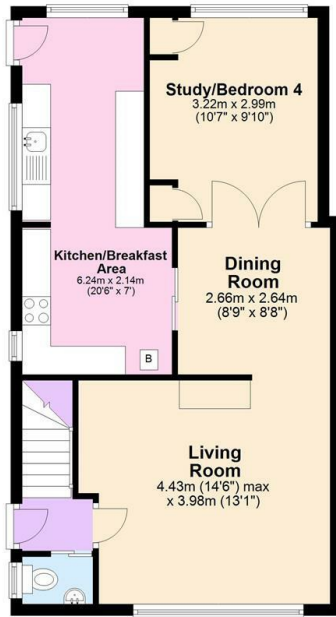 Study/Bedroom 4
3.22m x 2.99m
(10'7" x 9'10")
Kitchen/Breakfast
Area
6.24m x 2.14m
(20'6" x 7')
Dining
Room
2.66m x 2.64m
(8'9" x 8'8")
B
Living
Room
4.43m (14'6") max
x 3.98m (13'1")